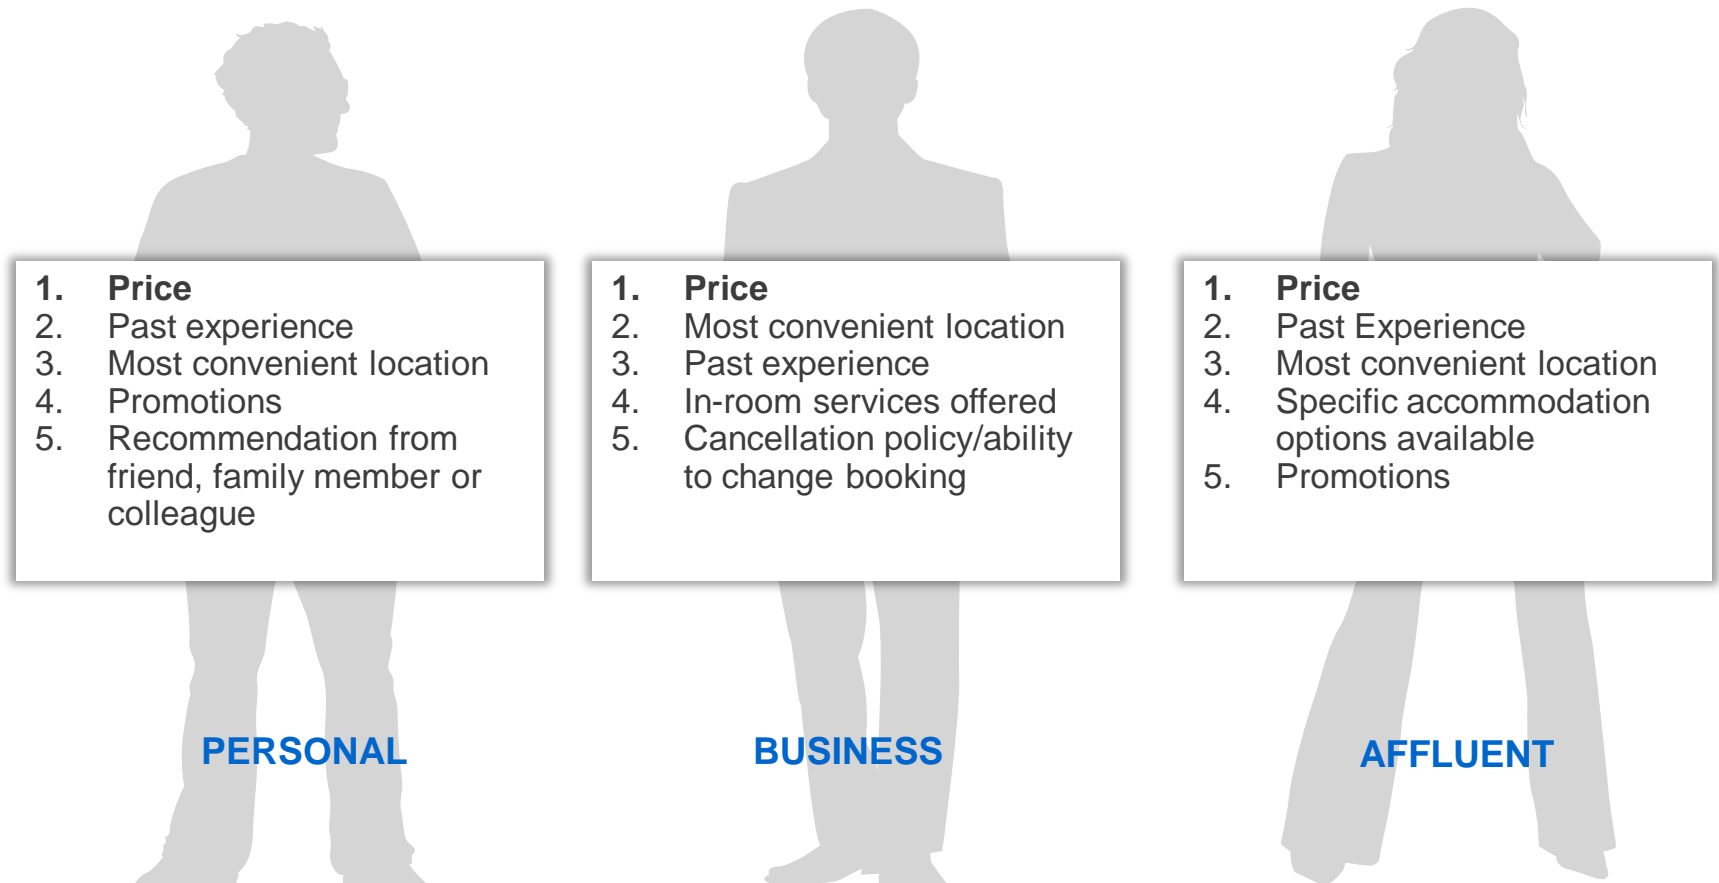 1. Price
2. Past experience
3. Most convenient location
4. Promotions
5. Recommendation from
friend, family member or
colleague
PERSONAL
1. Price
2. Most convenient location
3. Past experience
4. In-room services offered
5. Cancellation policy/ability
to change booking
BUSINESS
1. Price
2. Past Experience
3. Most convenient location
4. Specific accommodation
options available
5. Promotions
AFFLUENT